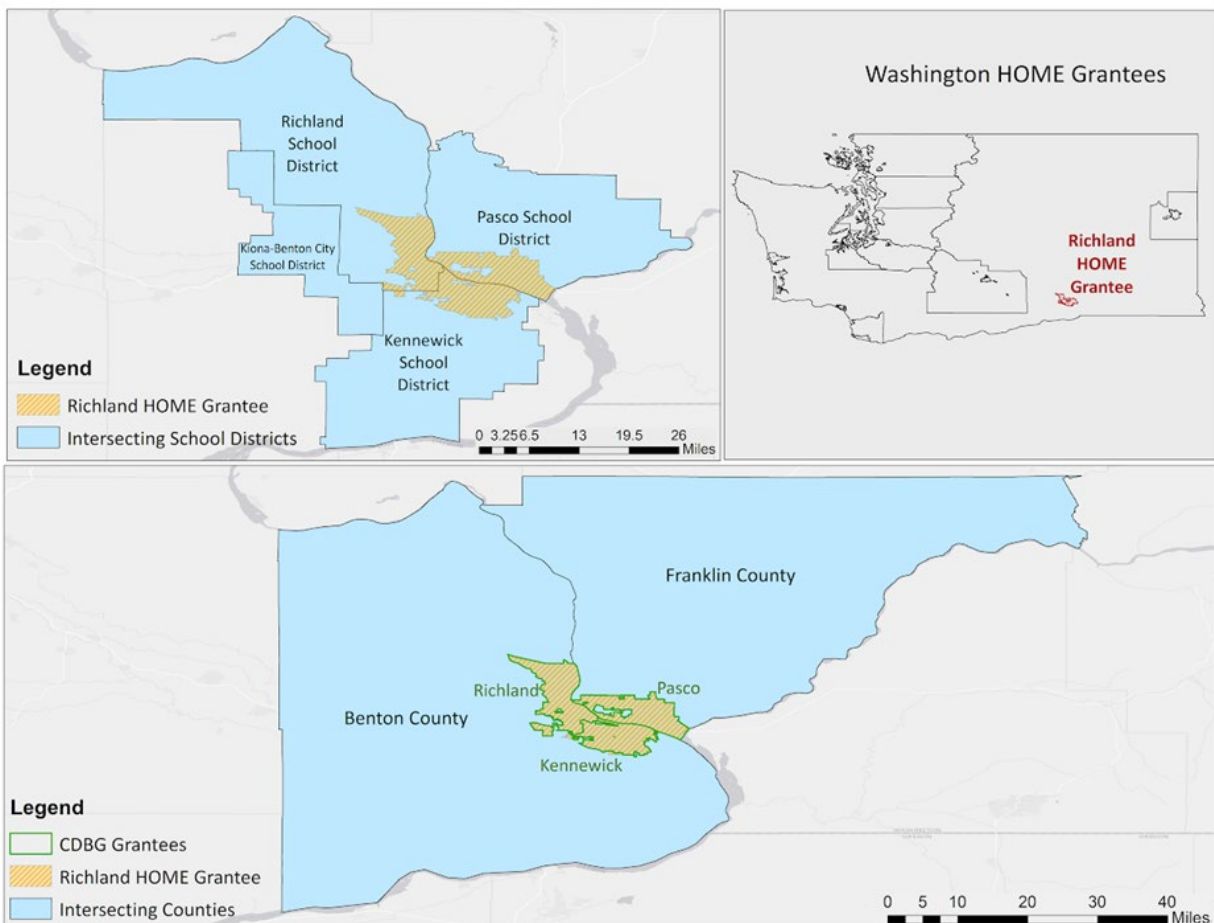 Richland
School
District
Pasco School
District
Kiona-Benton City
School District
Kennewick
School
District
Legend
Richland HOME Grantee
Intersecting School Districts
0 3.25 6.5 13 19.5 26
Miles
Washington HOME Grantees
Richland
HOME
Grantee
Franklin County
Richland
Pasco
Benton County
Kennewick
Legend
CDBG Grantees
Richland HOME Grantee
Intersecting Counties
0 5 10 20 30 40
Miles